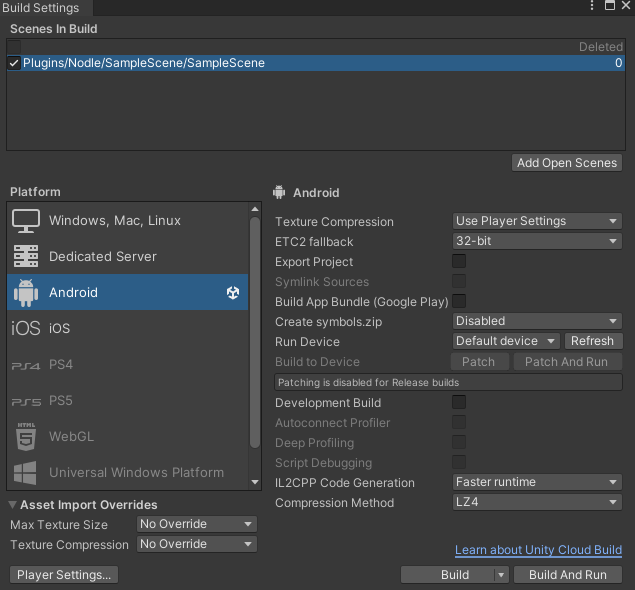 Build Settings
Scenes In Build
Deleted
Plugins/Nodle/SampleScene/SampleScene 0
Add Open Scenes
Platform
Windows, Mac, Linux
Dedicated Server
Android
iOS iOS
PS4 PS4
PS5 PS5
HTML WebGL
Universal Windows Platform
Android
Texture Compression Use Player Settings
ETC2 fallback 32-bit
Export Project
Symlink Sources
Build App Bundle (Google Play)
Create symbols.zip Disabled
Run Device Default device Refresh
Build to Device Patch Patch And Run
Patching is disabled for Release builds
Development Build
Autoconnect Profiler
Deep Profiling
Script Debugging
IL2CPP Code Generation Faster runtime
Compression Method LZ4
Asset Import Overrides
Max Texture Size No Override
Texture Compression No Override
Learn about Unity Cloud Build
Player Settings... Build Build And Run